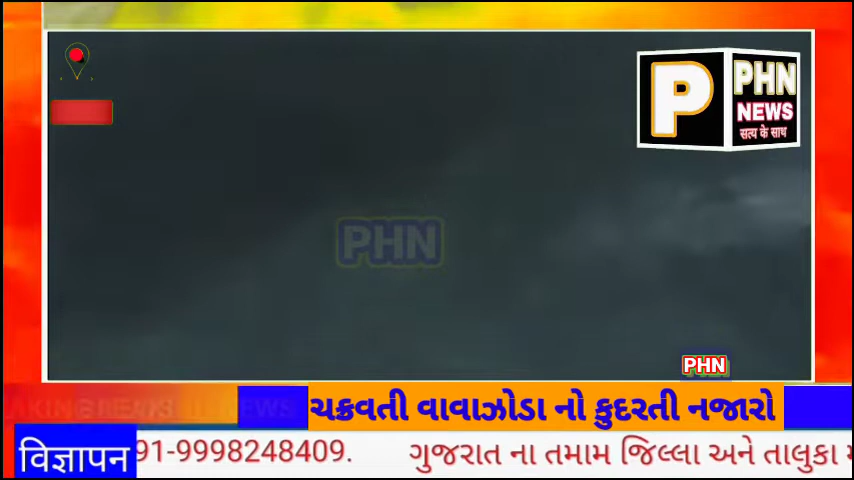 P
PHN
NEWS
सत्य के साथ
PHN
PHN
ચક્રવતી વાવાઝોડા નો કુદરતી નજારો
विज्ञापन
91-9998248409. ગુજરાત ના તમામ જિલ્લા અને તાલુકા